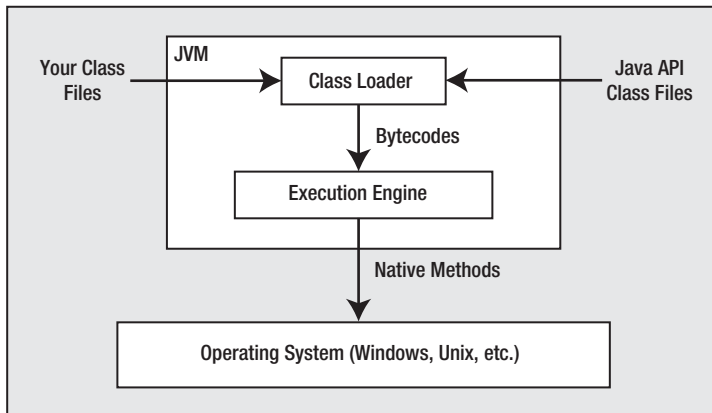 JVM
Your Class
Files
Class Loader
Java API
Class Files
Bytecodes
Execution Engine
Native Methods
Operating System (Windows, Unix, etc.)